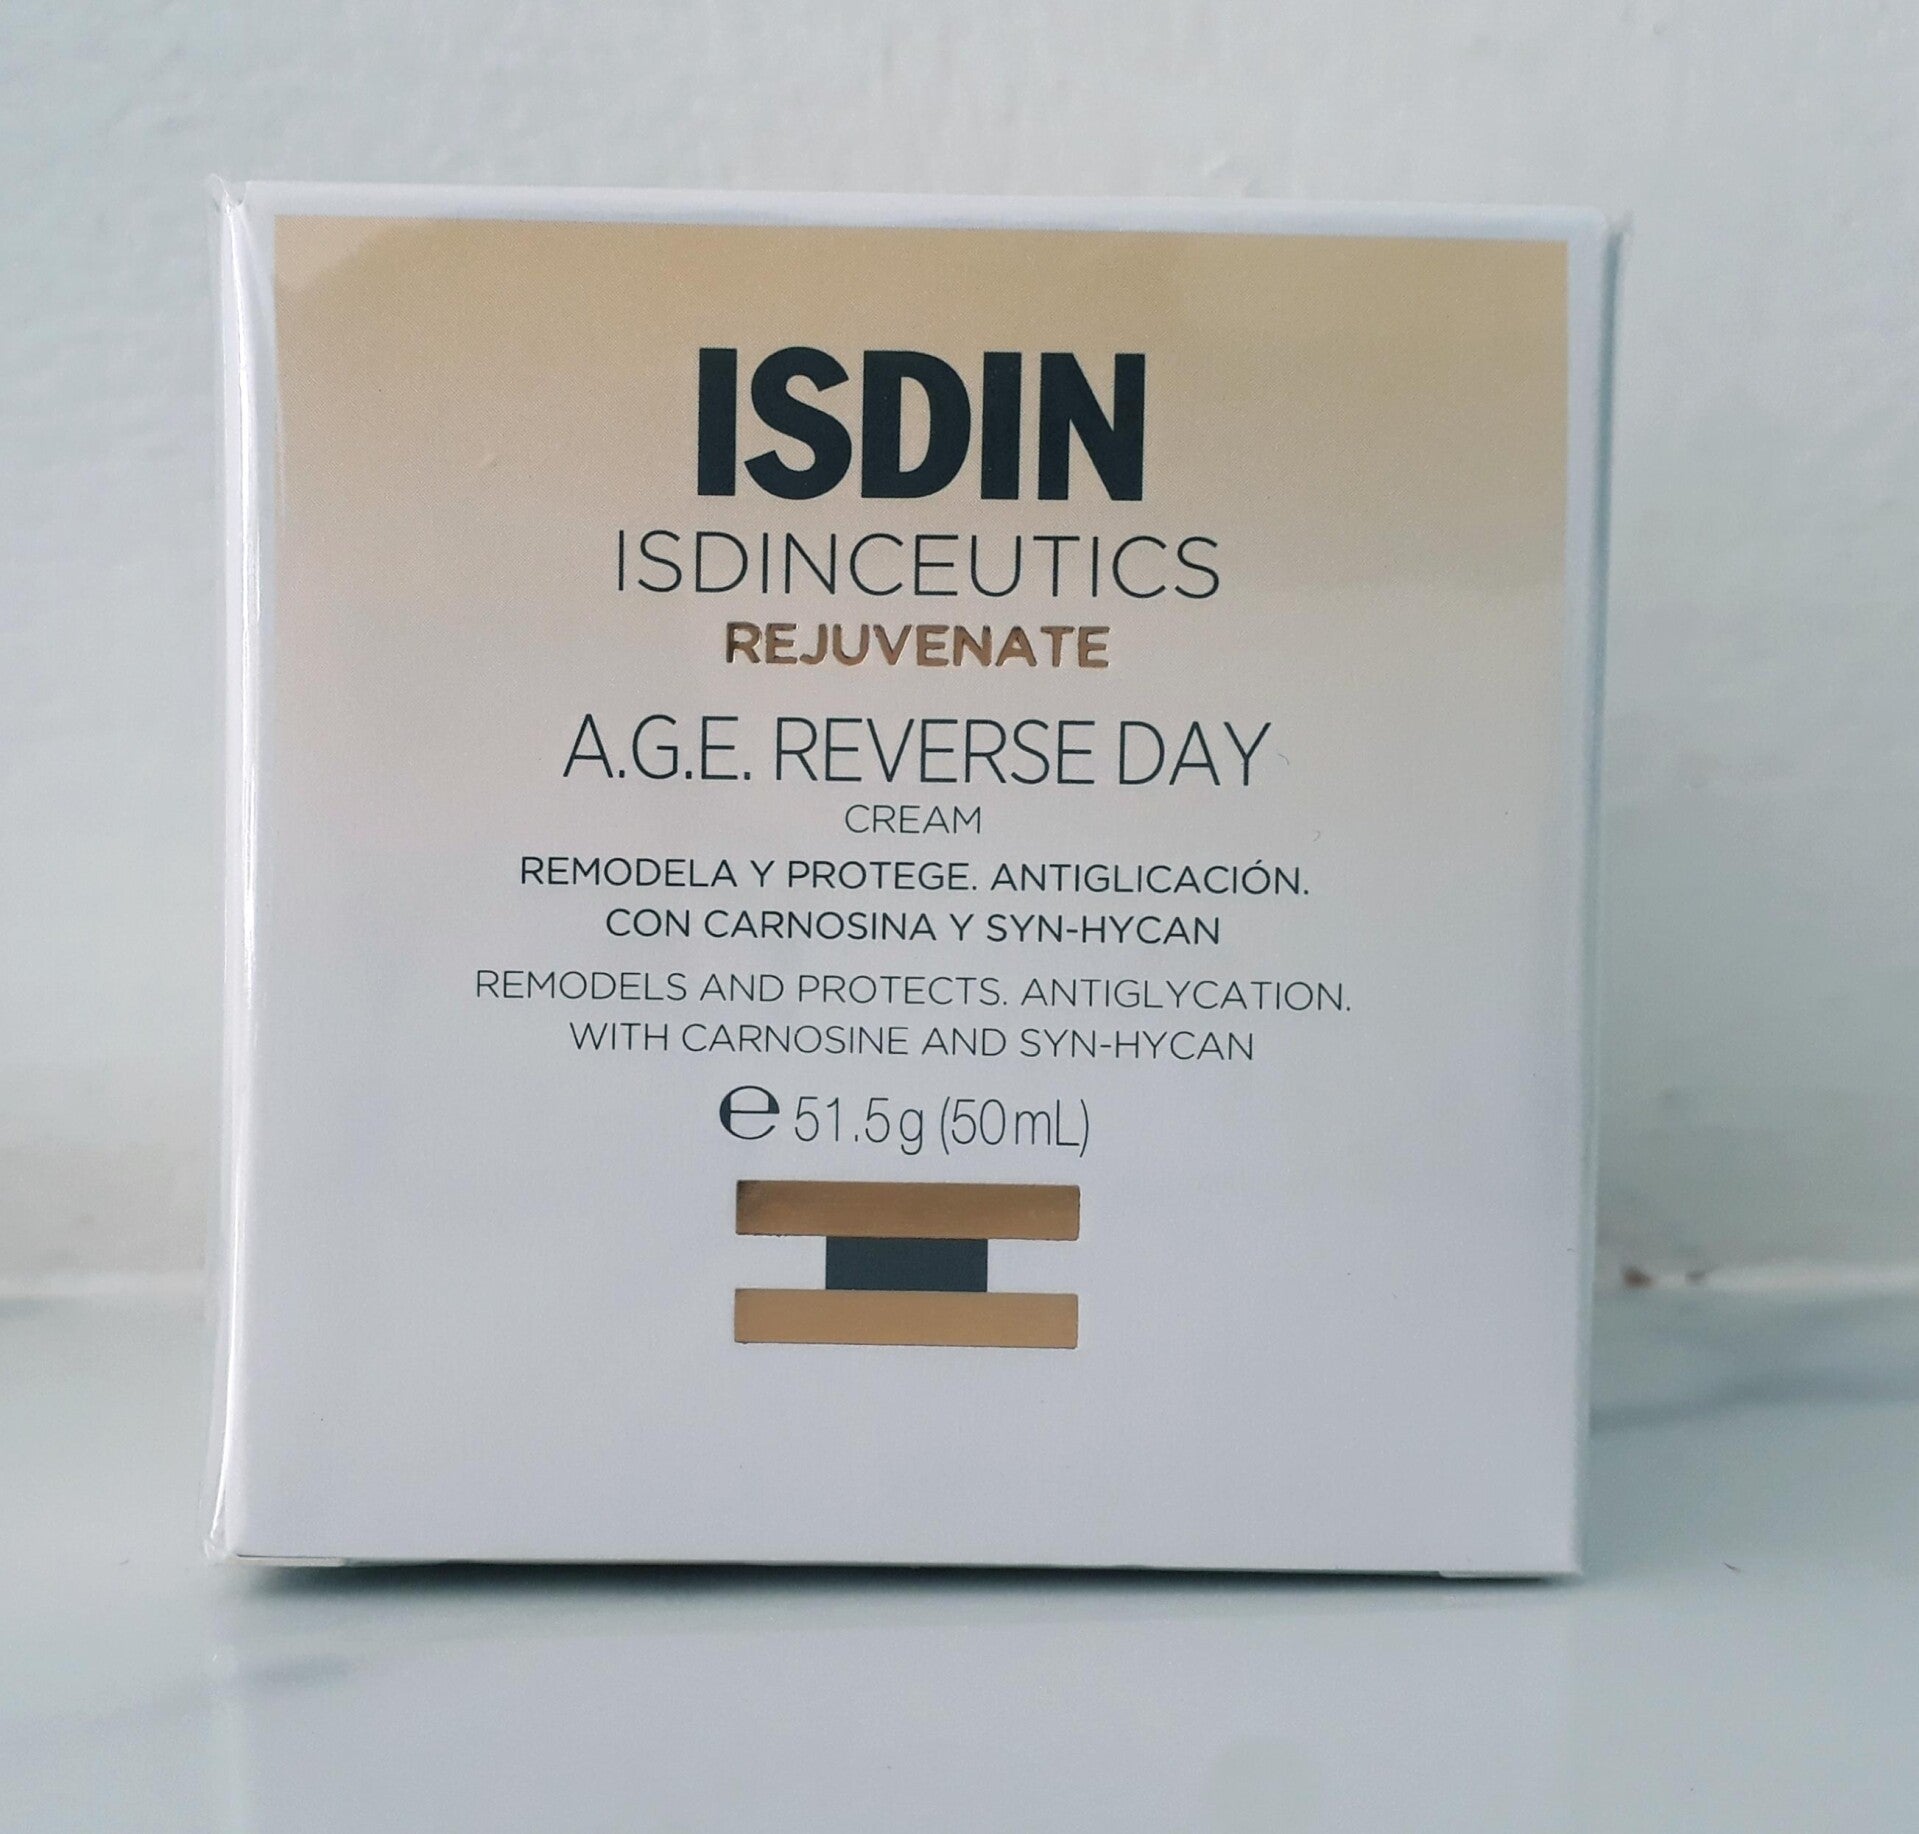 ISDIN
ISDINCEUTICS
REJUVENATE
A.G.E. REVERSE DAY
CREAM
REMODELA Y PROTEGE. ANTIGLICACIÓN.
CON CARNOSINA Y SYN-HYCAN
REMODELS AND PROTECTS. ANTIGLYCATION.
WITH CARNOSINE AND SYN-HYCAN
℮ 51.5g (50mL)